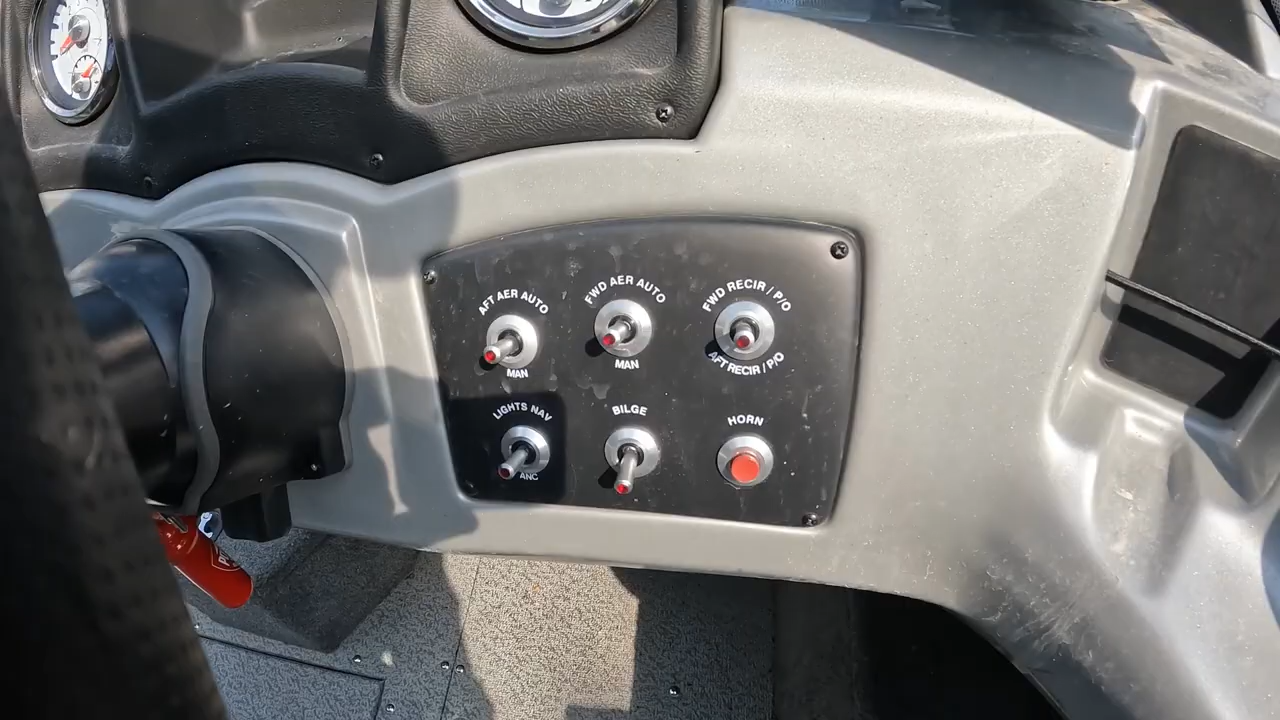 AFT AER AUTO
MAN
FWD AER AUTO
MAN
FWD RECIR / P/O
AFT RECIR / P/O
LIGHTS NAV
ANC
BILGE
HORN